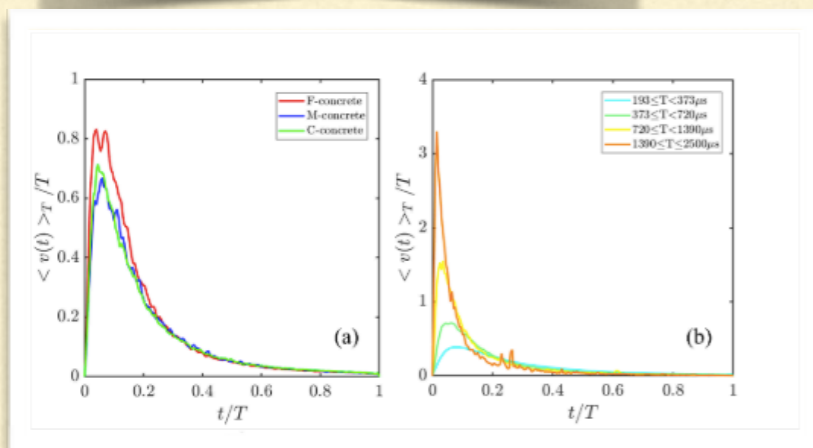 1
0.8
0.6
0.4
0.2
0
0
0.2
0.4
0.6
0.8
1
< v(t) >T /T
t/T
F-concrete
M-concrete
C-concrete
(a)
4
3
2
1
0
0
0.2
0.4
0.6
0.8
1
< v(t) >T /T
t/T
193≤T<373μs
373≤T<720μs
720≤T<1390μs
1390≤T≤2500μs
(b)